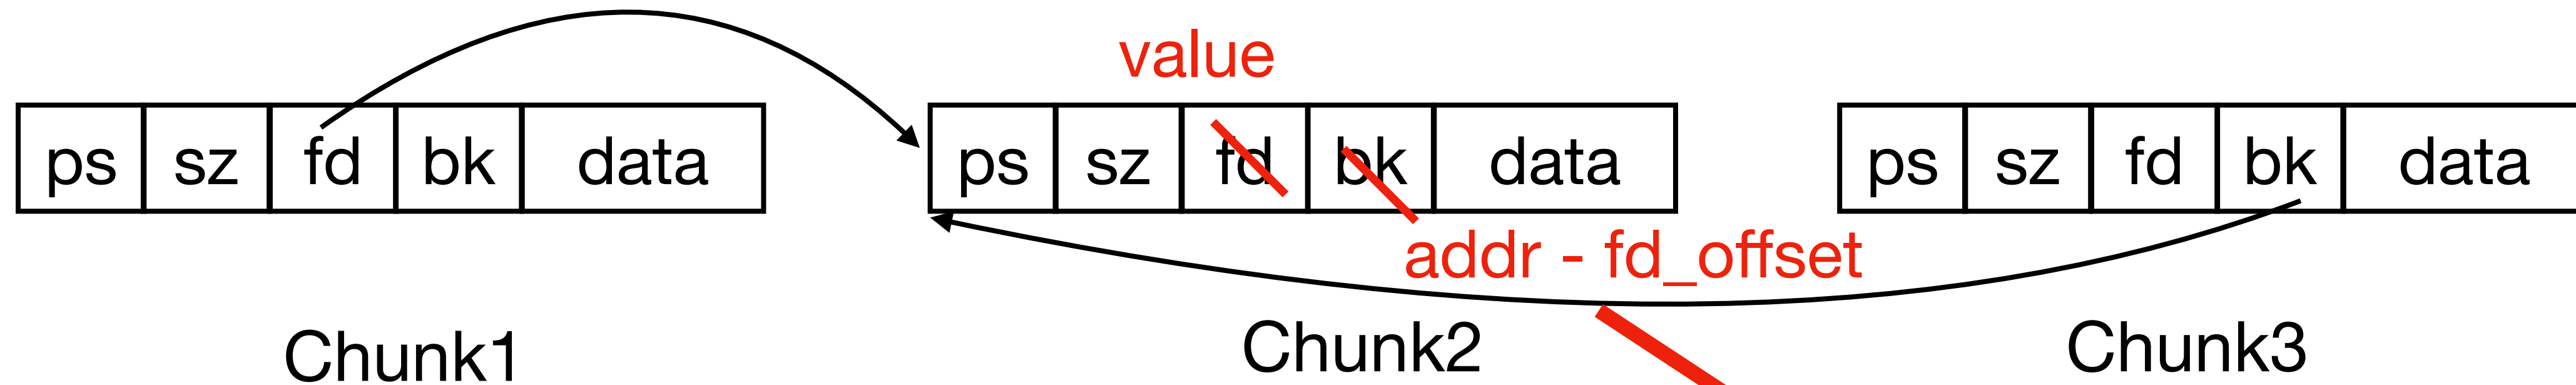 value
ps sz fd bk data
ps sz fd bk data
ps sz fd bk data
addr - fd_offset
Chunk1
Chunk2
Chunk3